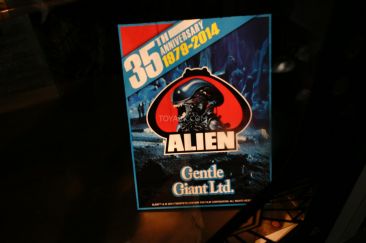 35TH
ANNIVERSARY
1979-2014
ALIEN
Gentle
Giant Ltd.